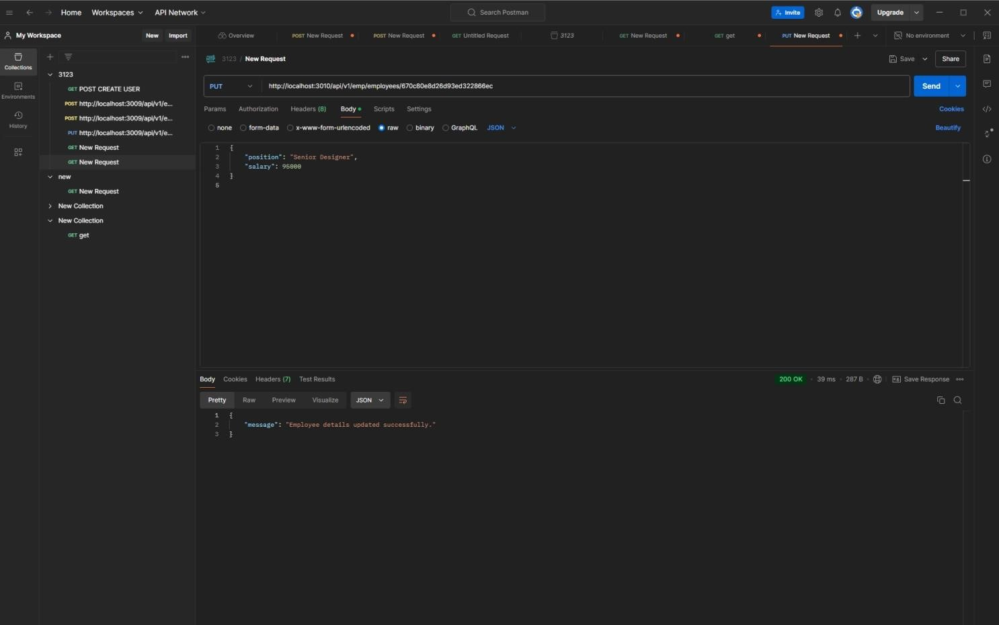 Home Workspaces API Network Search Postman Invite Upgrade
My Workspace New Import Overview POST New Request POST New Request GET Untitled Request 3123 GET New Request GET get PUT New Request No environment
Collections
Environments
History
3123
GET POST CREATE USER
POST http://localhost:3009/api/v1/e...
POST http://localhost:3009/api/v1/e...
PUT http://localhost:3009/api/v1/e...
GET New Request
GET New Request
new
GET New Request
New Collection
New Collection
GET get
HTTP 3123 / New Request Save Share
PUT http://localhost:3010/api/v1/emp/employees/670c80e8d26d93ed322866ec Send
Params Authorization Headers (8) Body Scripts Settings Cookies
none form-data x-www-form-urlencoded raw binary GraphQL JSON Beautify
1 {
2 "position": "Senior Designer",
3 "salary": 95000
4 }
5
Body Cookies Headers (7) Test Results 200 OK 39 ms 287 B Save Response
Pretty Raw Preview Visualize JSON
1 {
2 "message": "Employee details updated successfully."
3 }